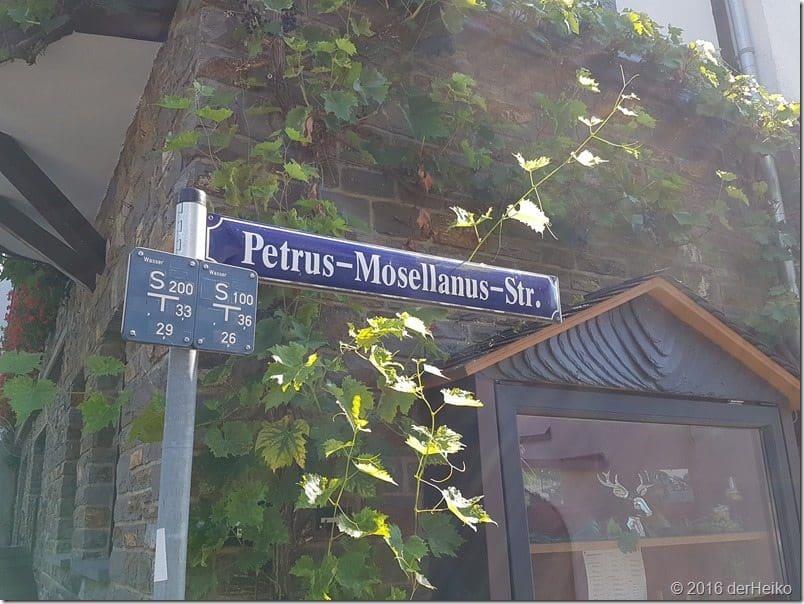 Petrus-Mosellanus-Str.
Wasser
S 200
33
29
Wasser
S 100
36
26
© 2016 derHeiko